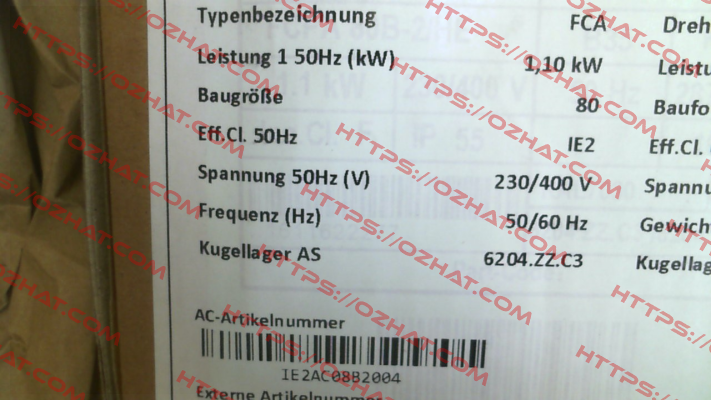 Typenbezeichnung FCA Dreh
Leistung 1 50Hz (kW) 1,10 kW Leistu
Baugröße 80 Baufo
Eff.Cl. 50Hz IE2 Eff.Cl.
Spannung 50Hz (V) 230/400 V Spannu
Frequenz (Hz) 50/60 Hz Gewich
Kugellager AS 6204.ZZ.C3 Kugellag
AC-Artikelnummer
IE2AC08B2004
Externe Artikelnummer
HTTPS://OZHAT.COM